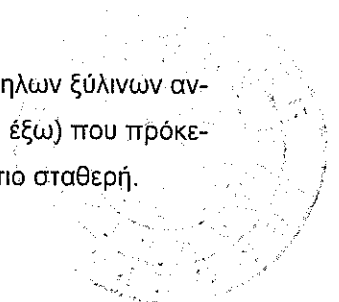 ηλων ξύλινων αν-
έξω) που πρόκε-
πιο σταθερή.